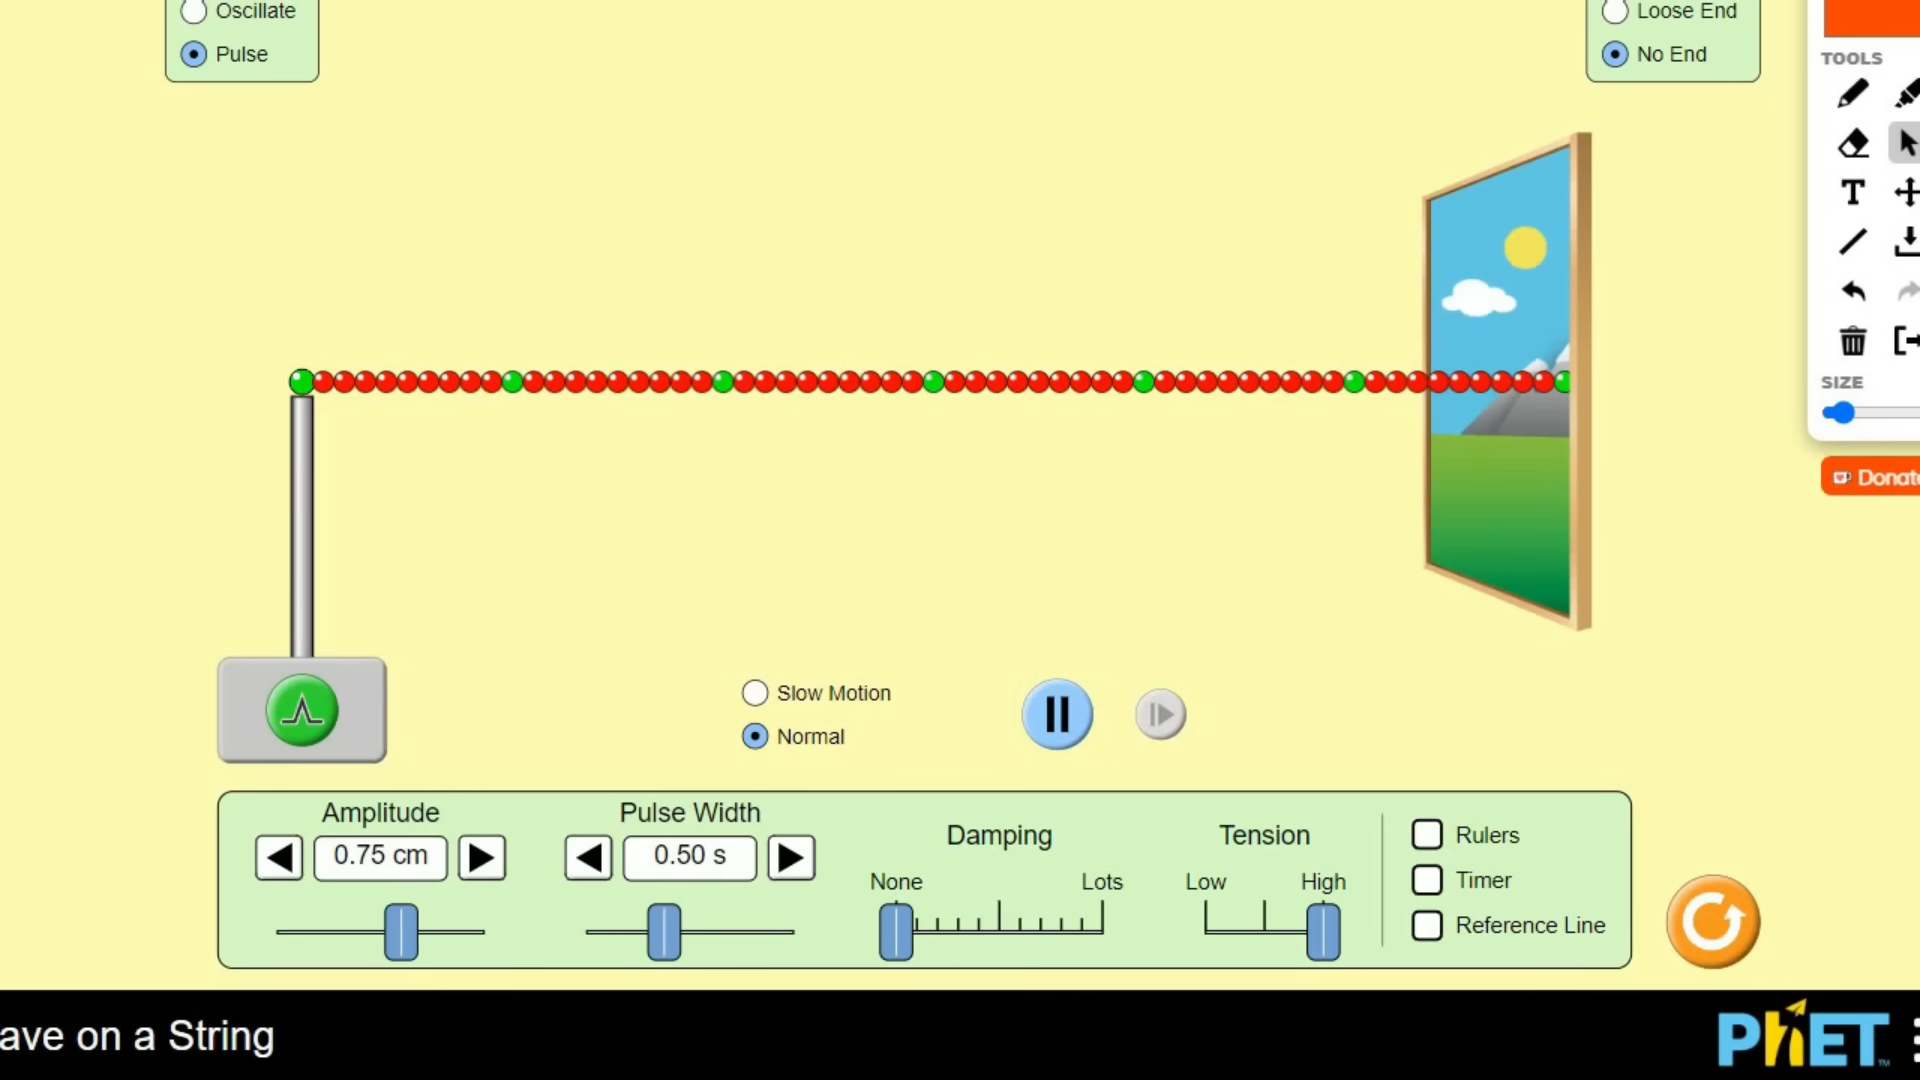 Oscillate
Pulse
Loose End
No End
TOOLS
SIZE
Donate
Slow Motion
Normal
Amplitude
0.75 cm
Pulse Width
0.50 s
Damping
None
Lots
Tension
Low
High
Rulers
Timer
Reference Line
ave on a String
PhET